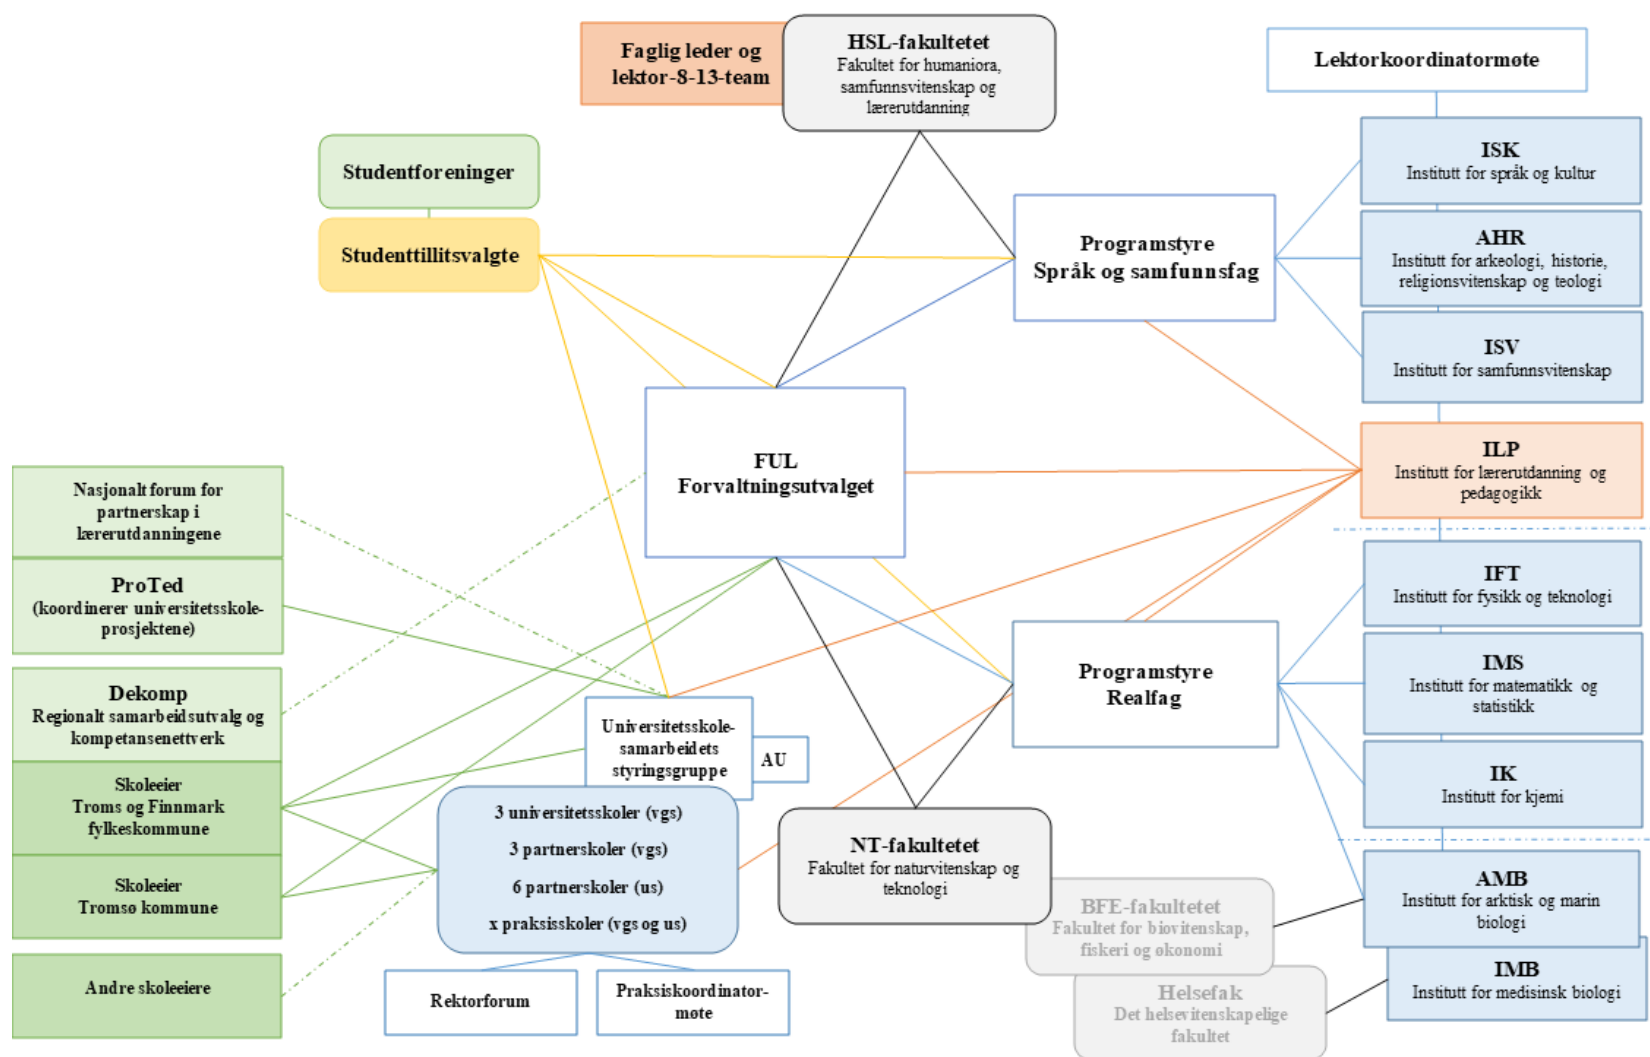 Faglig leder og
lektor-8-13-team
HSL-fakultetet
Fakultet for humaniora,
samfunnsvitenskap og
lærerutdanning
Lektorkoordinatormøte
Studentforeninger
Studenttillitsvalgte
Programstyre
Språk og samfunnsfag
ISK
Institutt for språk og kultur
AHR
Institutt for arkeologi, historie,
religionsvitenskap og teologi
ISV
Institutt for samfunnsvitenskap
FUL
Forvaltningsutvalget
ILP
Institutt for lærerutdanning og
pedagogikk
Nasjonalt forum for
partnerskap i
lærerutdanningene
ProTed
(koordinerer universitetsskole-
prosjektene)
Dekomp
Regionalt samarbeidsutvalg og
kompetansenettverk
Skoleeier
Troms og Finnmark
fylkeskommune
Skoleeier
Tromsø kommune
Andre skoleeiere
Universitetsskole-
samarbeidets
styringsgruppe
AU
3 universitetsskoler (vgs)
3 partnerskoler (vgs)
6 partnerskoler (us)
x praksisskoler (vgs og us)
Rektorforum
Praksiskoordinator-
møte
Programstyre
Realfag
NT-fakultetet
Fakultet for naturvitenskap og
teknologi
BFE-fakultetet
Fakultet for biovitenskap,
fiskeri og økonomi
Helsefak
Det helsevitenskapelige
fakultet
IFT
Institutt for fysikk og teknologi
IMS
Institutt for matematikk og
statistikk
IK
Institutt for kjemi
AMB
Institutt for arktisk og marin
biologi
IMB
Institutt for medisinsk biologi